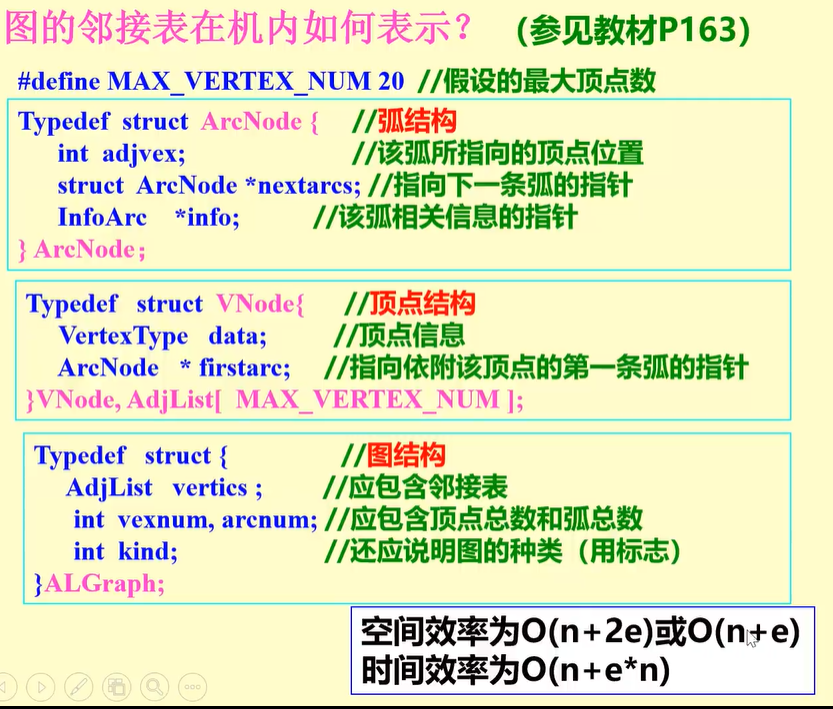 图的邻接表在机内如何表示？ (参见教材P163)
#define MAX_VERTEX_NUM 20 //假设的最大顶点数
Typedef struct ArcNode { //弧结构
int adjvex; //该弧所指向的顶点位置
struct ArcNode *nextarcs; //指向下一条弧的指针
InfoArc *info; //该弧相关信息的指针
} ArcNode;
Typedef struct VNode{ //顶点结构
VertexType data; //顶点信息
ArcNode * firstarc; //指向依附该顶点的第一条弧的指针
}VNode, AdjList[ MAX_VERTEX_NUM ];
Typedef struct { //图结构
AdjList vertics ; //应包含邻接表
int vexnum, arcnum; //应包含顶点总数和弧总数
int kind; //还应说明图的种类（用标志）
}ALGraph;
空间效率为O(n+2e)或O(n+e)
时间效率为O(n+e*n)